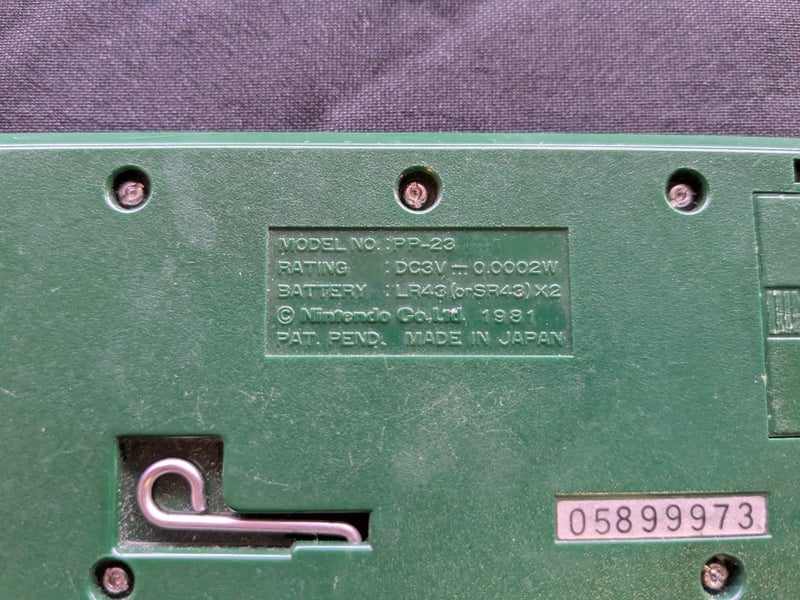 MODEL NO. :PP-23
RATING : DC3V ⎓ 0.0002W
BATTERY : LR43 (or SR43) X2
© Nintendo Co., Ltd. 1981
PAT. PEND. MADE IN JAPAN
05899973